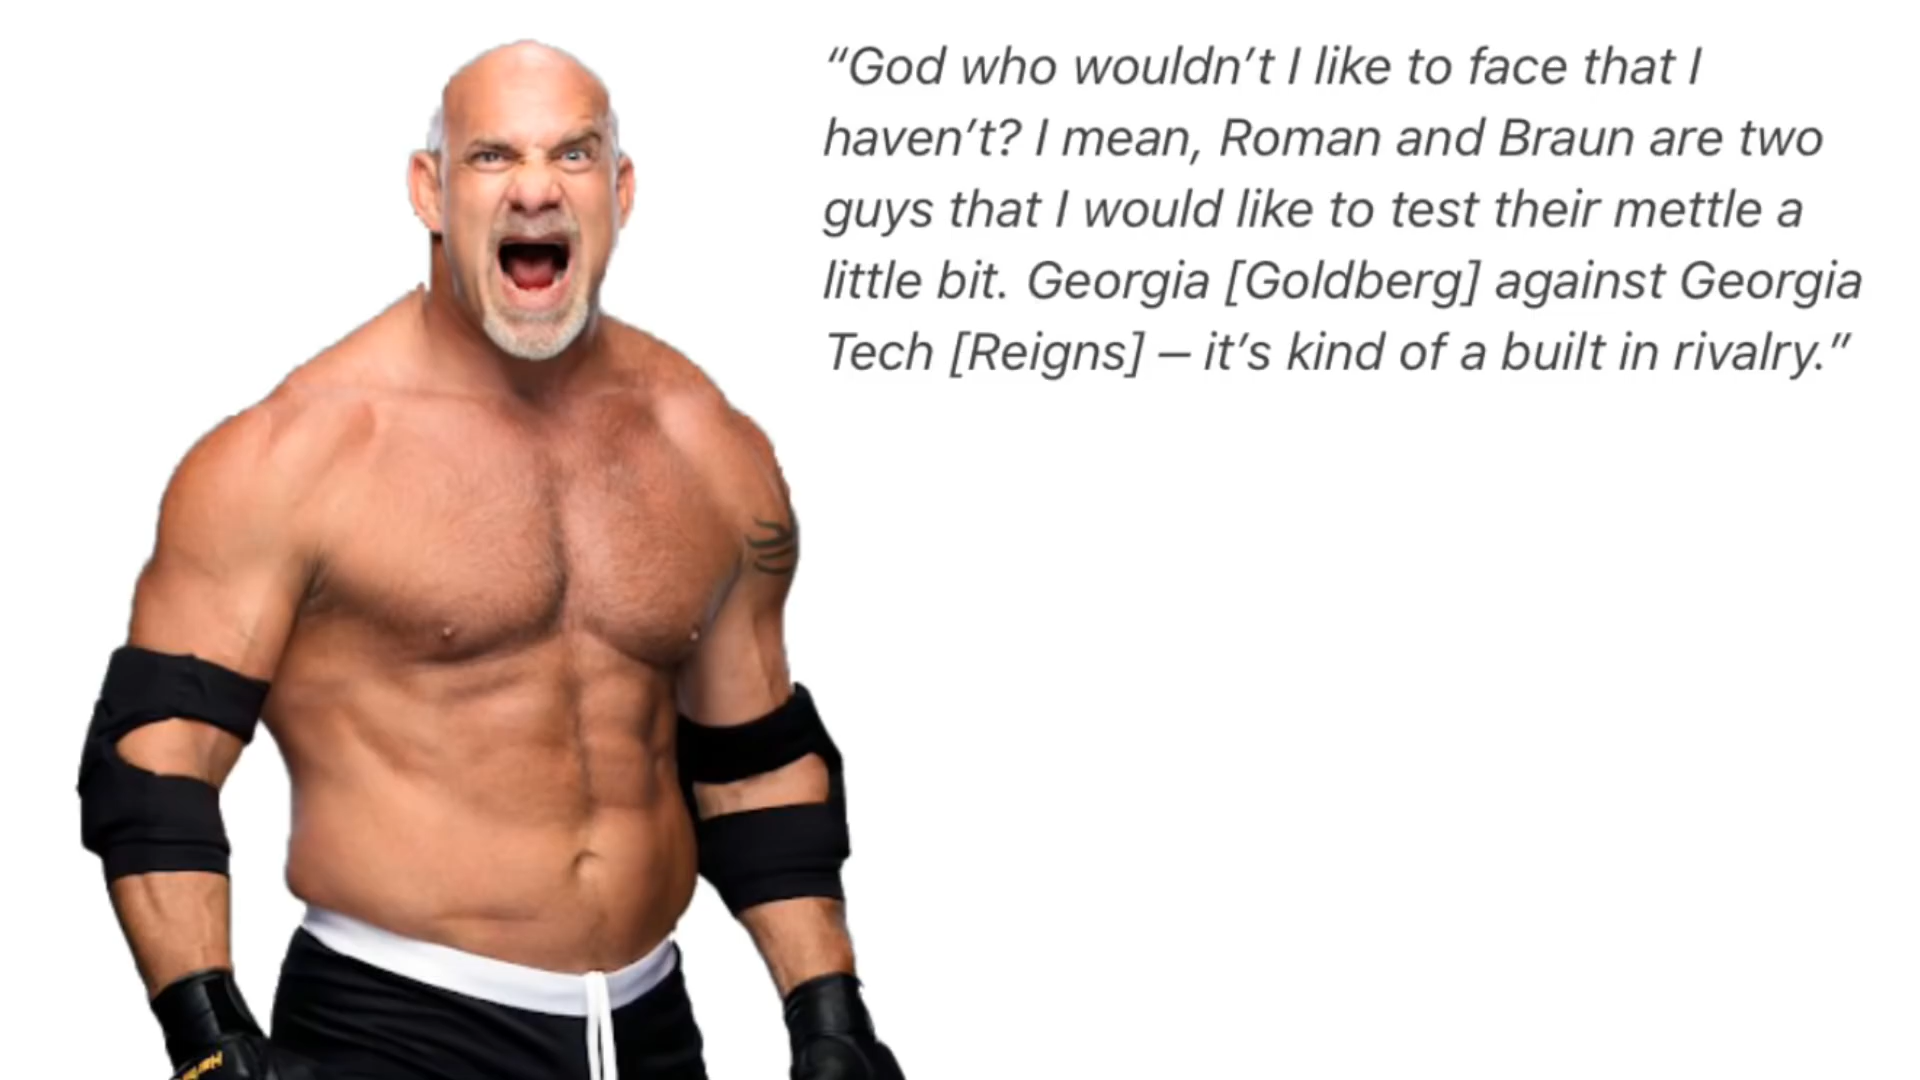 “God who wouldn’t I like to face that I
haven’t? I mean, Roman and Braun are two
guys that I would like to test their mettle a
little bit. Georgia [Goldberg] against Georgia
Tech [Reigns] – it’s kind of a built in rivalry.”